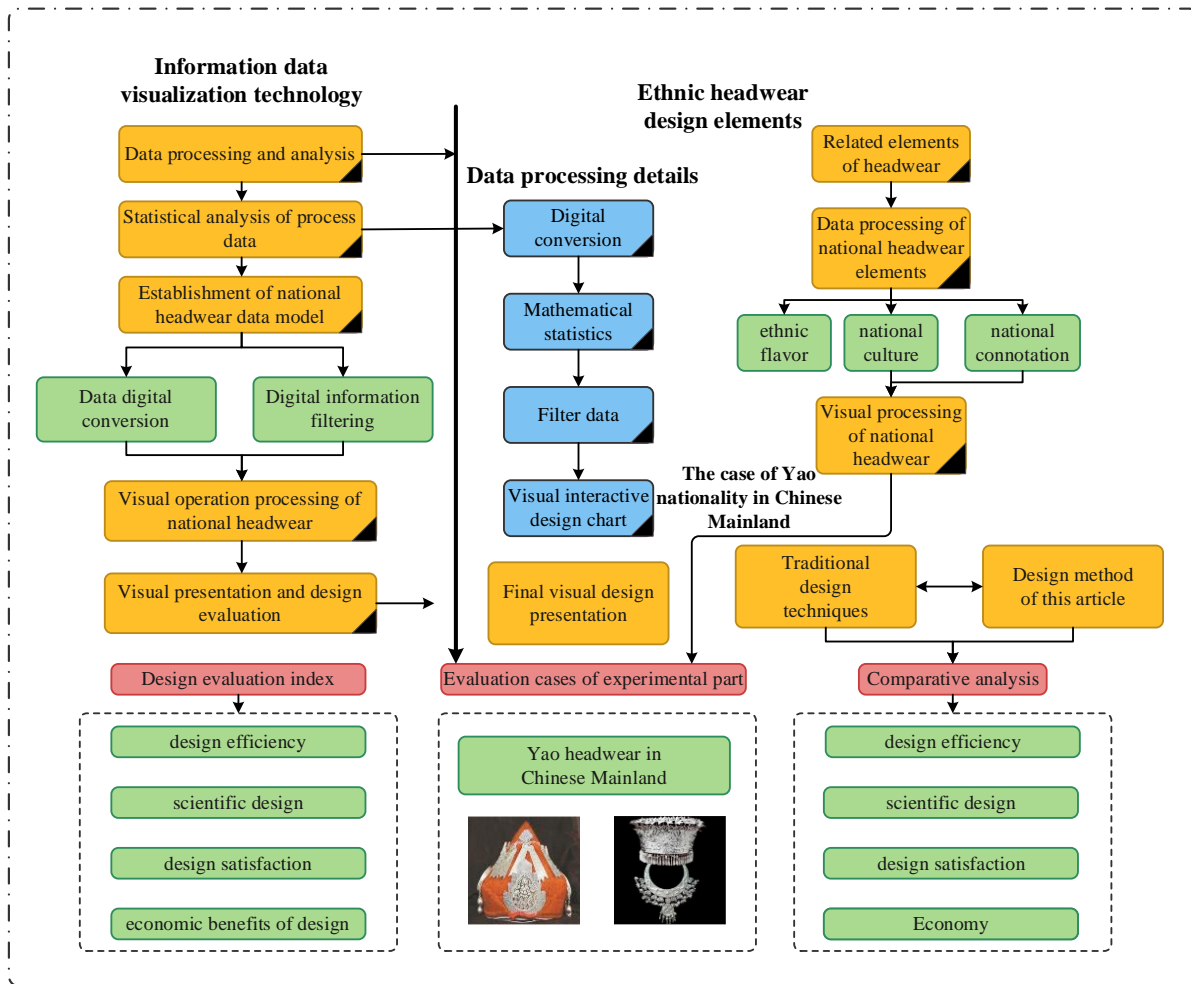 Information data
visualization technology
Data processing and analysis
Statistical analysis of process
data
Establishment of national
headwear data model
Data digital
conversion
Digital information
filtering
Visual operation processing of
national headwear
Visual presentation and design
evaluation
Design evaluation index
design efficiency
scientific design
design satisfaction
economic benefits of design
Data processing details
Digital
conversion
Mathematical
statistics
Filter data
Visual interactive
design chart
Final visual design
presentation
Evaluation cases of experimental part
Yao headwear in
Chinese Mainland
Ethnic headwear
design elements
Related elements
of headwear
Data processing of
national headwear
elements
ethnic
flavor
national
culture
national
connotation
Visual processing
of national
headwear
The case of Yao
nationality in Chinese
Mainland
Traditional
design
techniques
Design method
of this article
Comparative analysis
design efficiency
scientific design
design satisfaction
Economy